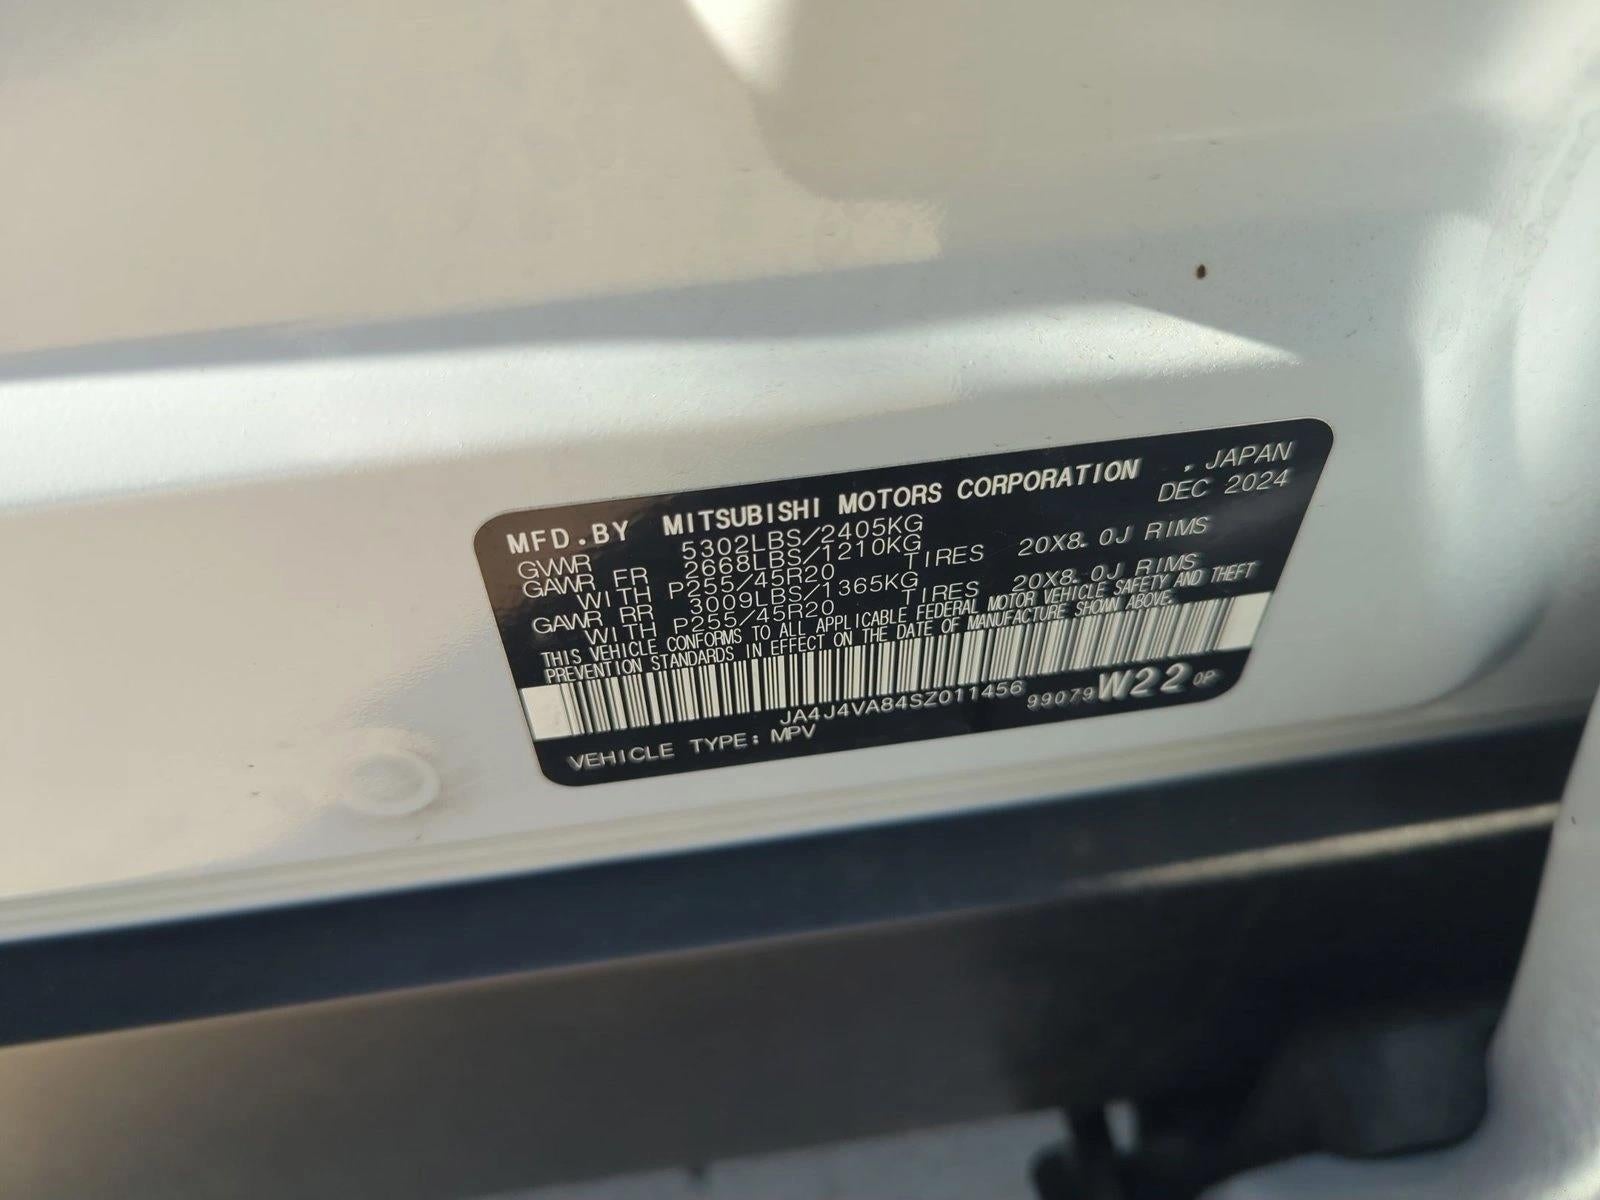 MFD.BY MITSUBISHI MOTORS CORPORATION , JAPAN
GVWR 5302LBS/2405KG DEC 2024
GAWR FR 2668LBS/1210KG
WITH P255/45R20 TIRES 20X8.0J RIMS
GAWR RR 3009LBS/1365KG
WITH P255/45R20 TIRES 20X8.0J RIMS
THIS VEHICLE CONFORMS TO ALL APPLICABLE FEDERAL MOTOR VEHICLE SAFETY AND THEFT
PREVENTION STANDARDS IN EFFECT ON THE DATE OF MANUFACTURE SHOWN ABOVE.
JA4J4VA84SZ011456
VEHICLE TYPE: MPV 99079 W22 0P